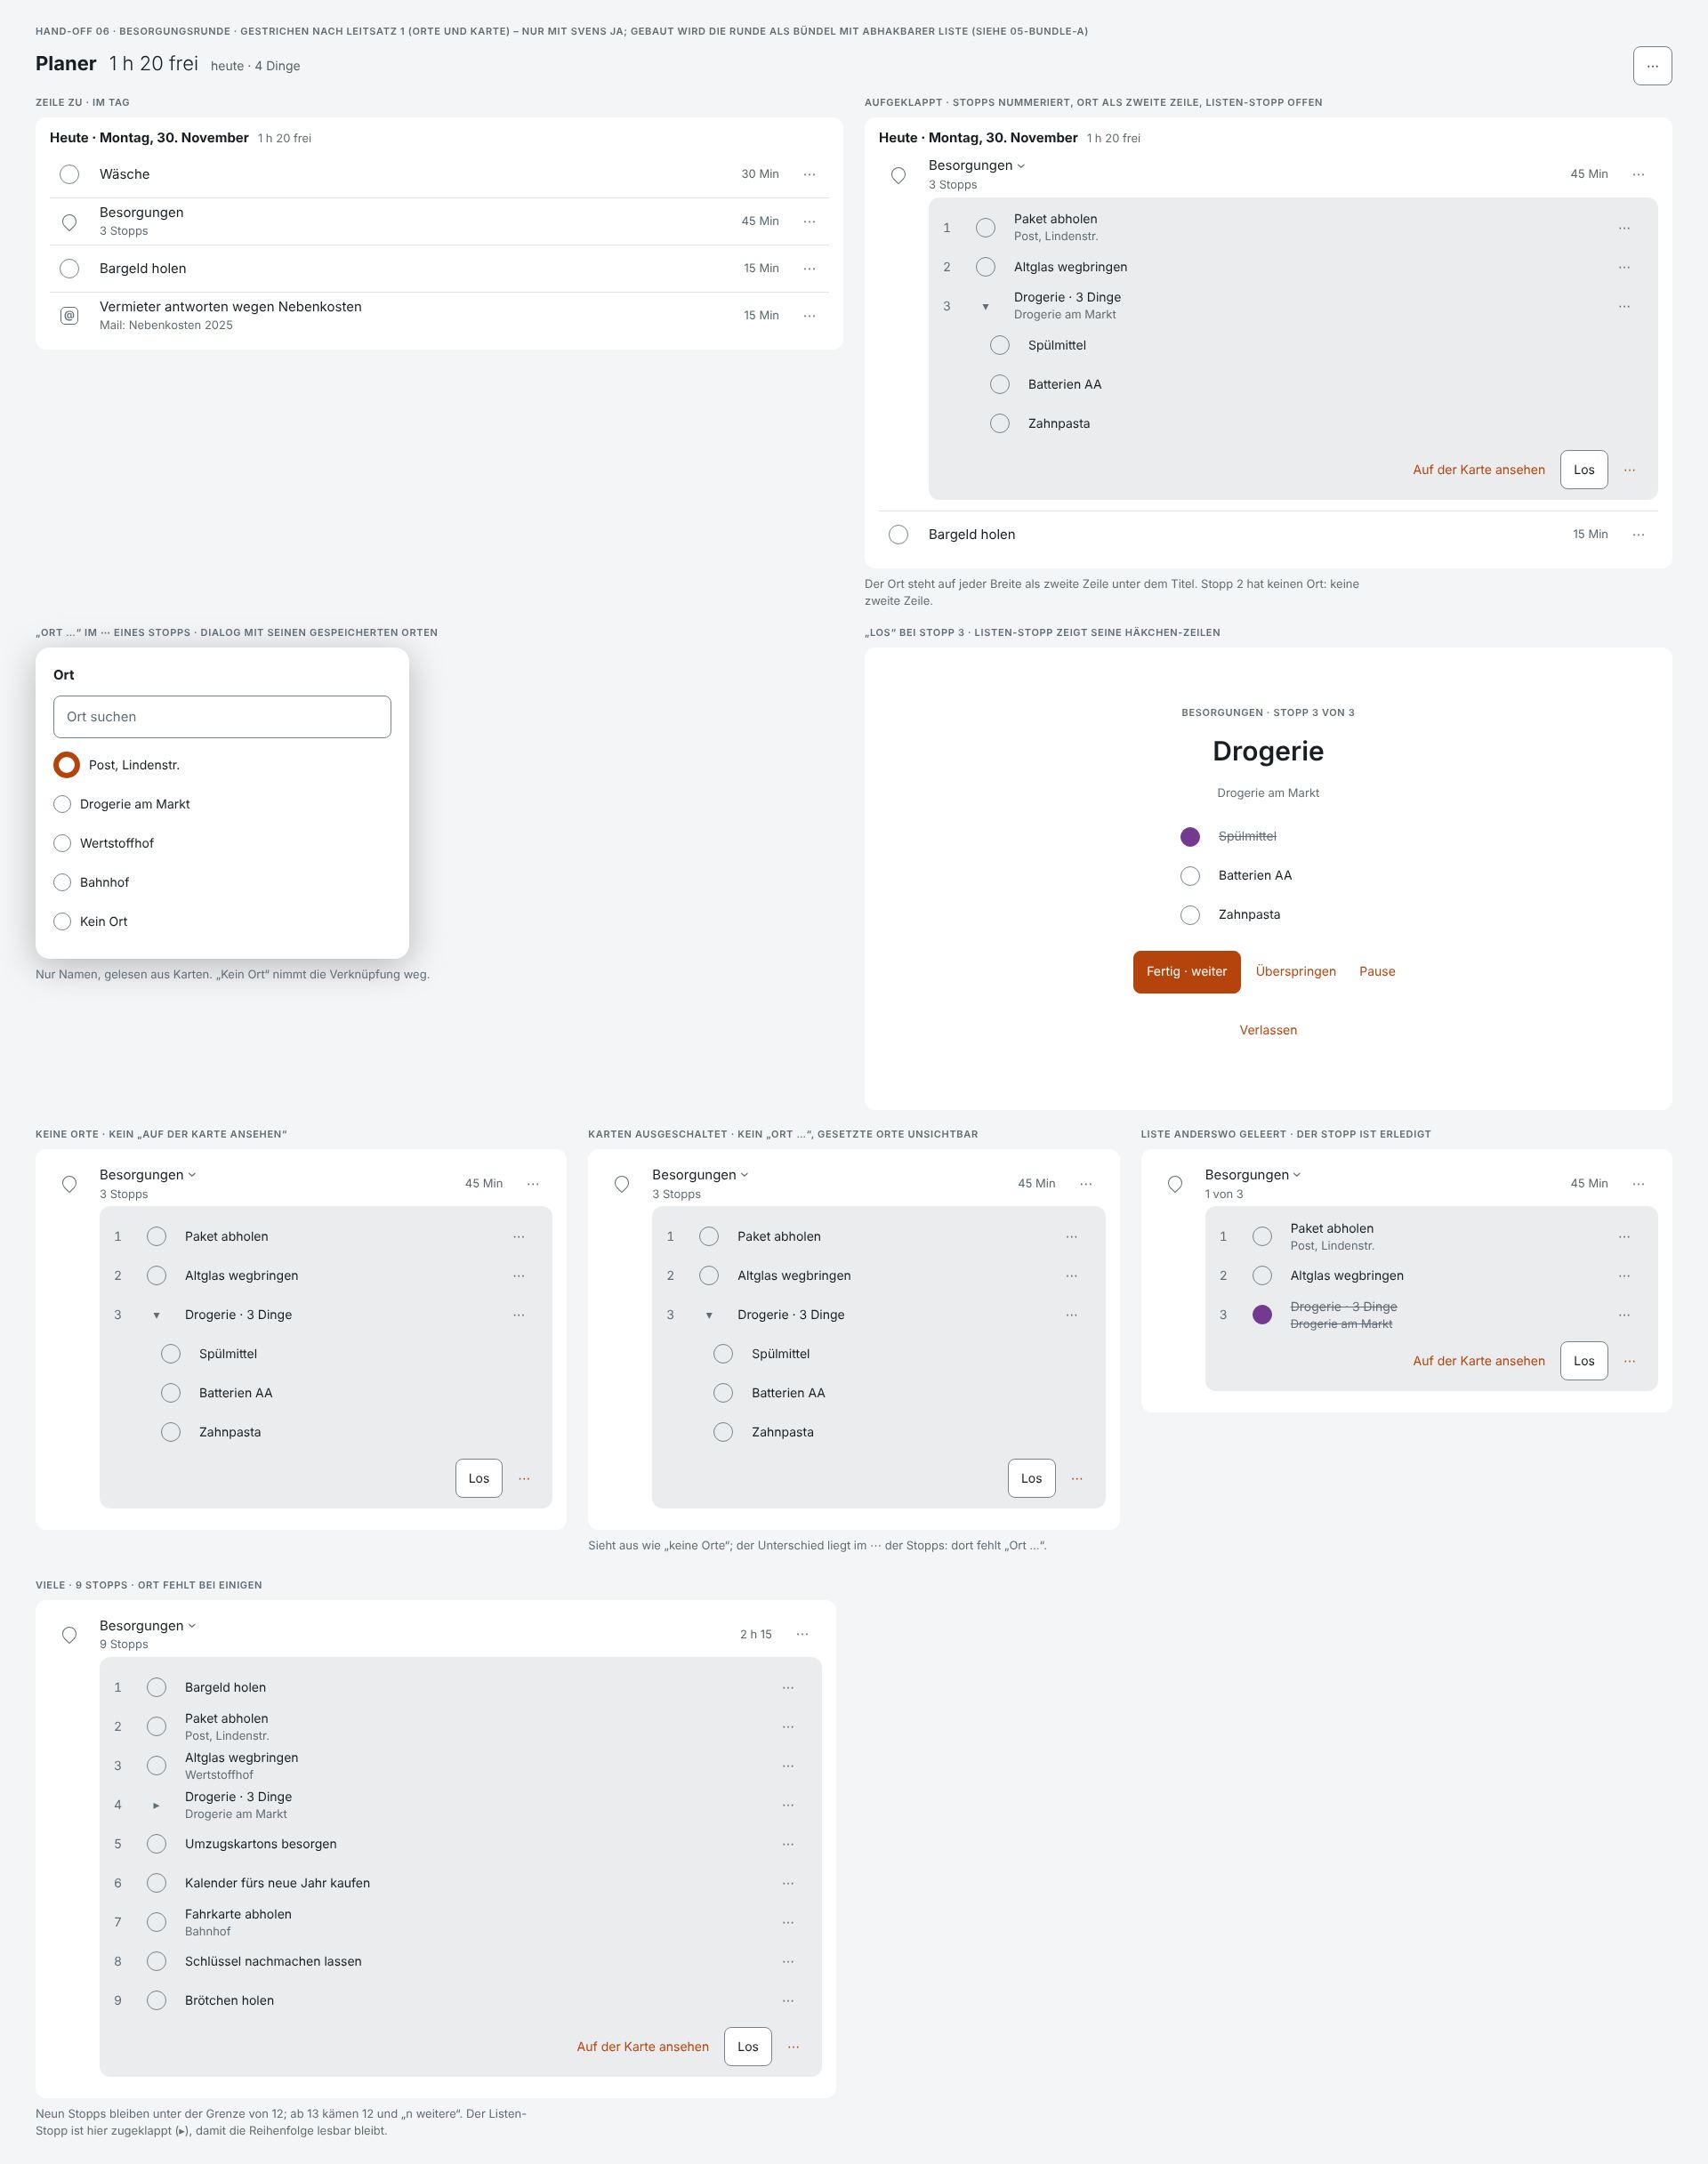 HAND-OFF 06 · BESORGUNGSRUNDE · GESTRICHEN NACH LEITSATZ 1 (ORTE UND KARTE) – NUR MIT SVENS JA; GEBAUT WIRD DIE RUNDE ALS BÜNDEL MIT ABHAKBARER LISTE (SIEHE 05-BUNDLE-A)
Planer 1 h 20 frei heute · 4 Dinge
···
ZEILE ZU · IM TAG
Heute · Montag, 30. November 1 h 20 frei
Wäsche 30 Min ···
Besorgungen 45 Min ···
3 Stopps
Bargeld holen 15 Min ···
@ Vermieter antworten wegen Nebenkosten 15 Min ···
Mail: Nebenkosten 2025
AUFGEKLAPPT · STOPPS NUMMERIERT, ORT ALS ZWEITE ZEILE, LISTEN-STOPP OFFEN
Heute · Montag, 30. November 1 h 20 frei
Besorgungen 45 Min ···
3 Stopps
1 Paket abholen ···
Post, Lindenstr.
2 Altglas wegbringen ···
3 ▾ Drogerie · 3 Dinge ···
Drogerie am Markt
Spülmittel
Batterien AA
Zahnpasta
Auf der Karte ansehen Los ···
Bargeld holen 15 Min ···
Der Ort steht auf jeder Breite als zweite Zeile unter dem Titel. Stopp 2 hat keinen Ort: keine
zweite Zeile.
„ORT …“ IM ··· EINES STOPPS · DIALOG MIT SEINEN GESPEICHERTEN ORTEN
Ort
Ort suchen
Post, Lindenstr.
Drogerie am Markt
Wertstoffhof
Bahnhof
Kein Ort
Nur Namen, gelesen aus Karten. „Kein Ort“ nimmt die Verknüpfung weg.
„LOS“ BEI STOPP 3 · LISTEN-STOPP ZEIGT SEINE HÄKCHEN-ZEILEN
BESORGUNGEN · STOPP 3 VON 3
Drogerie
Drogerie am Markt
Spülmittel
Batterien AA
Zahnpasta
Fertig · weiter Überspringen Pause
Verlassen
KEINE ORTE · KEIN „AUF DER KARTE ANSEHEN“
Besorgungen 45 Min ···
3 Stopps
1 Paket abholen ···
2 Altglas wegbringen ···
3 ▾ Drogerie · 3 Dinge ···
Spülmittel
Batterien AA
Zahnpasta
Los ···
KARTEN AUSGESCHALTET · KEIN „ORT …“, GESETZTE ORTE UNSICHTBAR
Besorgungen 45 Min ···
3 Stopps
1 Paket abholen ···
2 Altglas wegbringen ···
3 ▾ Drogerie · 3 Dinge ···
Spülmittel
Batterien AA
Zahnpasta
Los ···
Sieht aus wie „keine Orte“; der Unterschied liegt im ··· der Stopps: dort fehlt „Ort …“.
LISTE ANDERSWO GELEERT · DER STOPP IST ERLEDIGT
Besorgungen 45 Min ···
1 von 3
1 Paket abholen ···
Post, Lindenstr.
2 Altglas wegbringen ···
3 Drogerie · 3 Dinge ···
Drogerie am Markt
Auf der Karte ansehen Los ···
VIELE · 9 STOPPS · ORT FEHLT BEI EINIGEN
Besorgungen 2 h 15 ···
9 Stopps
1 Bargeld holen ···
2 Paket abholen ···
Post, Lindenstr.
3 Altglas wegbringen ···
Wertstoffhof
4 ▸ Drogerie · 3 Dinge ···
Drogerie am Markt
5 Umzugskartons besorgen ···
6 Kalender fürs neue Jahr kaufen ···
7 Fahrkarte abholen ···
Bahnhof
8 Schlüssel nachmachen lassen ···
9 Brötchen holen ···
Auf der Karte ansehen Los ···
Neun Stopps bleiben unter der Grenze von 12; ab 13 kämen 12 und „n weitere“. Der Listen-
Stopp ist hier zugeklappt (▸), damit die Reihenfolge lesbar bleibt.